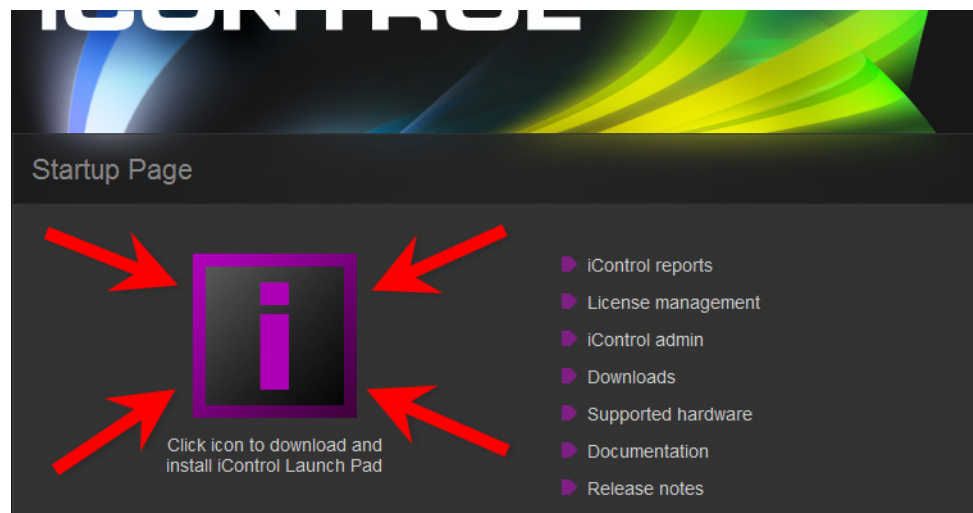 iCONTROL
Startup Page
i
Click icon to download and
install iControl Launch Pad
iControl reports
License management
iControl admin
Downloads
Supported hardware
Documentation
Release notes